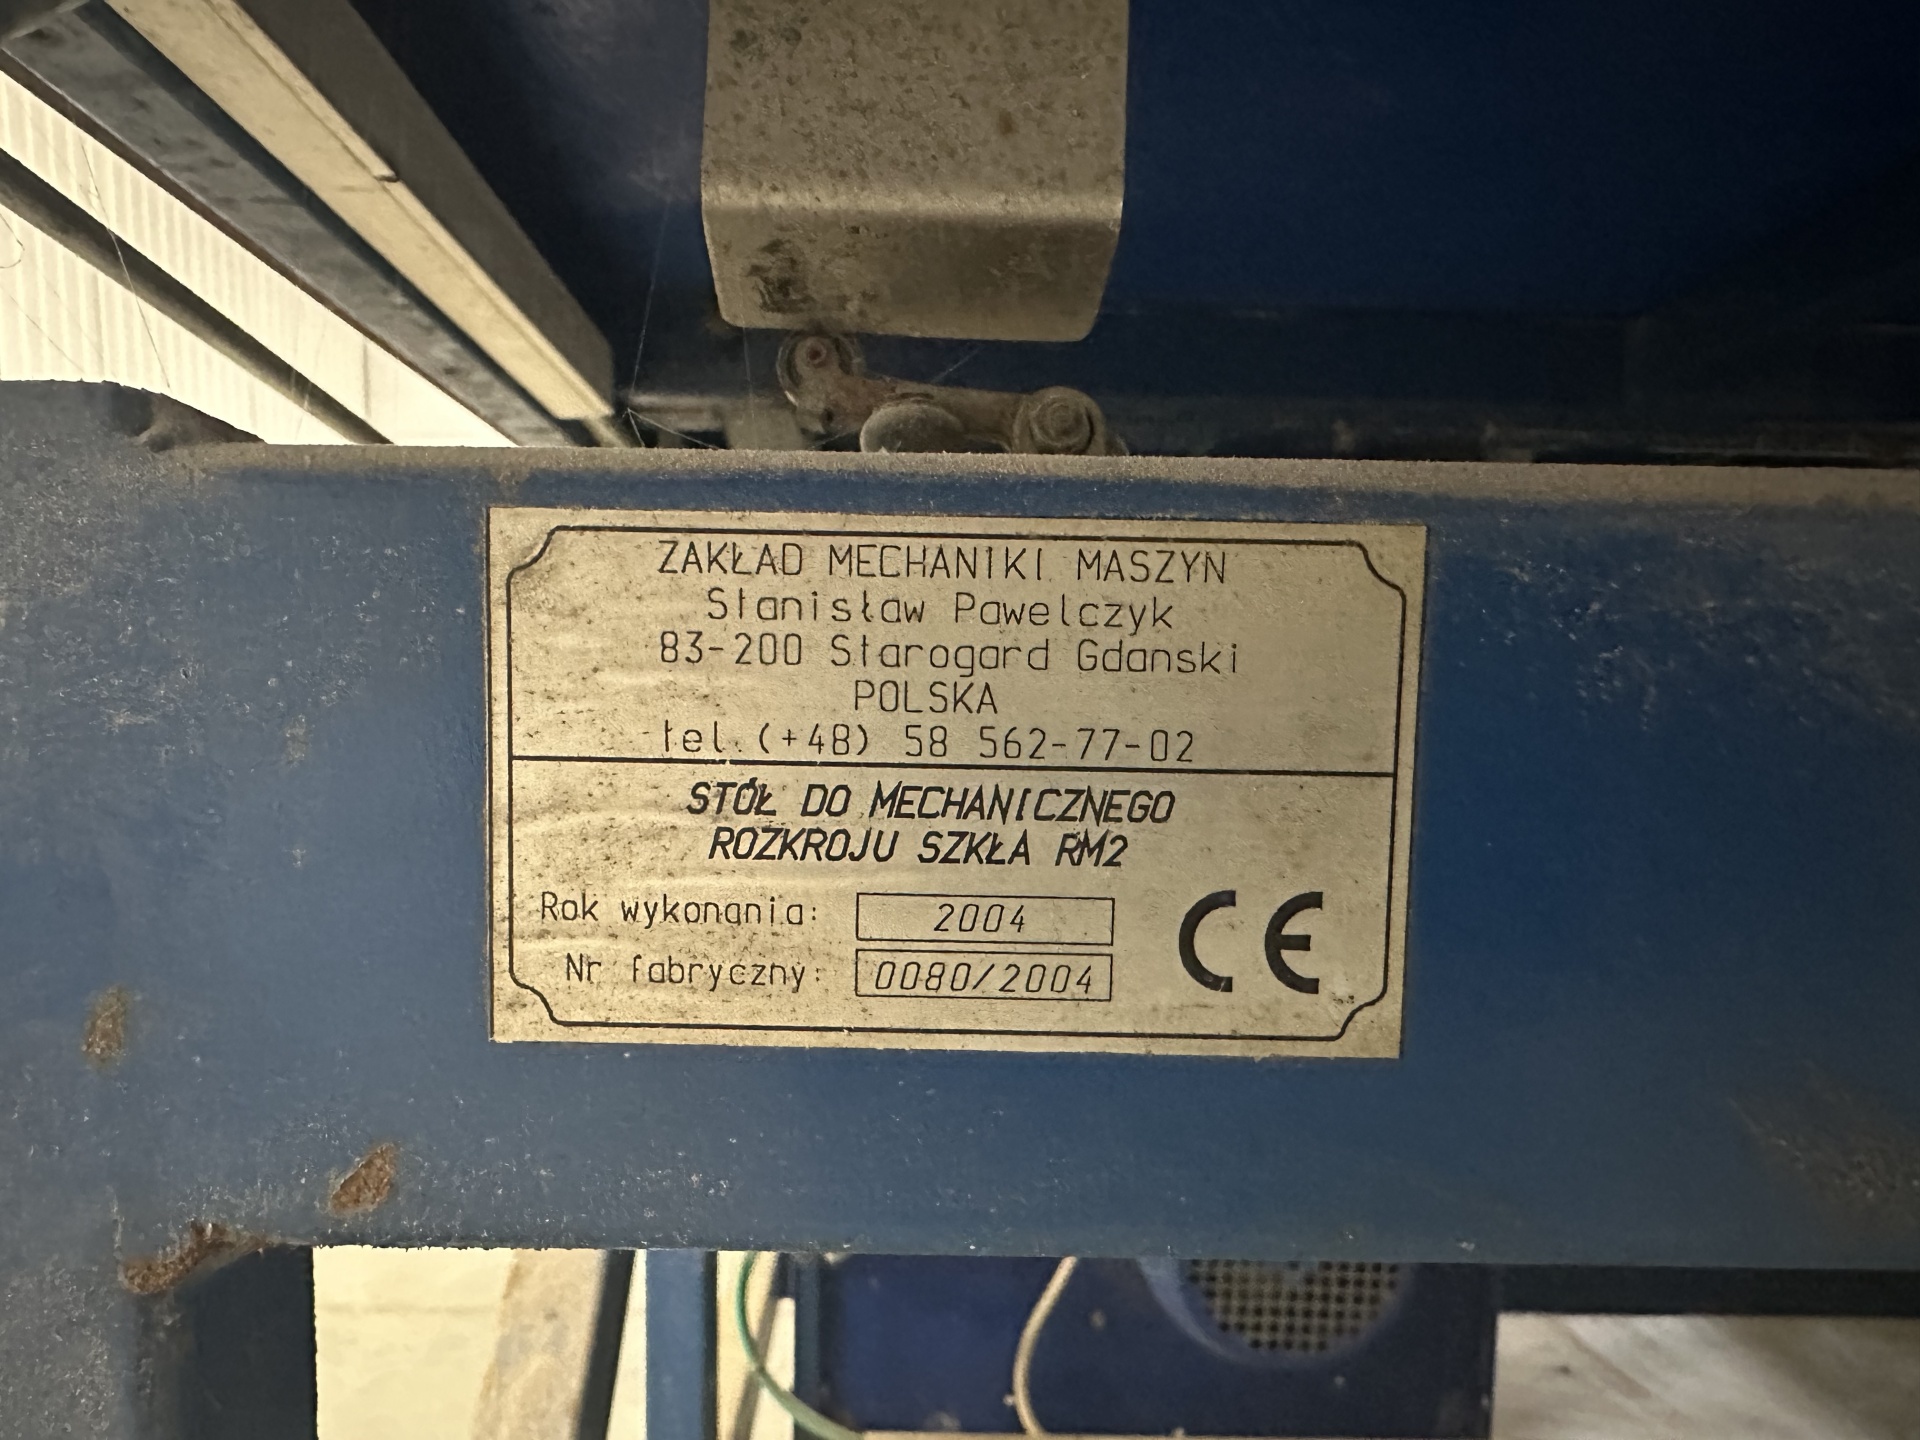 ZAKŁAD MECHANIKI MASZYN
Stanisław Pawelczyk
83-200 Starogard Gdanski
POLSKA
tel. (+48) 58 562-77-02
STÓŁ DO MECHANICZNEGO
ROZKROJU SZKŁA RM2
Rok wykonania: 2004
Nr fabryczny: 0080/2004
CE